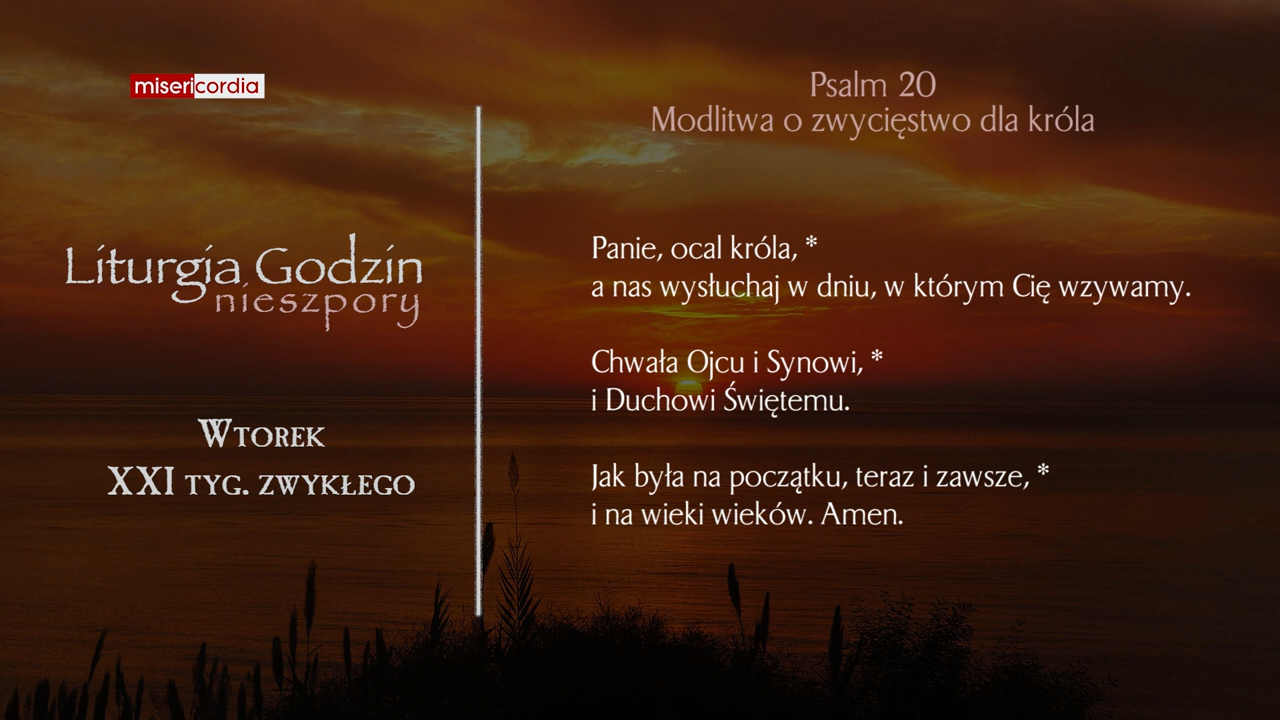 misericordia
Liturgia Godzin
nieszpory
Wtorek
XXI tyg. zwykłego
Psalm 20
Modlitwa o zwycięstwo dla króla
Panie, ocal króla, *
a nas wysłuchaj w dniu, w którym Cię wzywamy.
Chwała Ojcu i Synowi, *
i Duchowi Świętemu.
Jak była na początku, teraz i zawsze, *
i na wieki wieków. Amen.